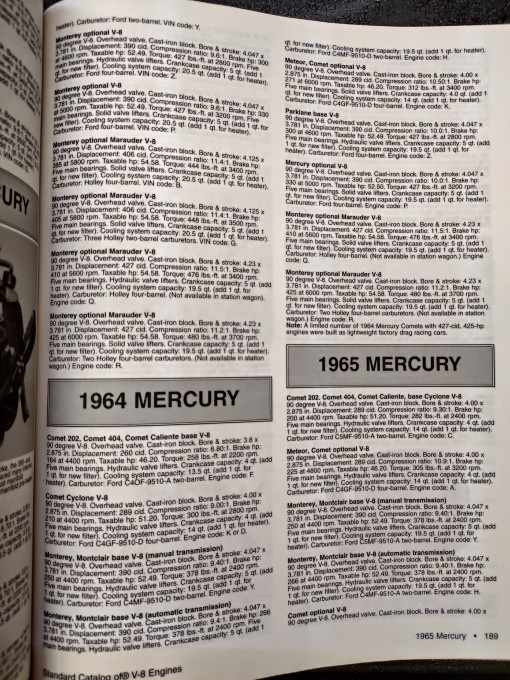 heater). Carburetor: Ford two-barrel. VIN code: Y.
Monterey optional V-8
90 degree V-8. Overhead valve. Cast-iron block. Bore & stroke: 4.047 x
3.781 in. Displacement: 390 cid. Compression ratio: 9.6:1. Brake hp: 300
main bearings. Hydraulic valve lifters. Crankcase capacity: 5 qt. (add 1
qt. for new filter). Cooling system capacity: 20.5 qt. (add 1 qt. for heater).
Carburetor: Ford four-barrel. VIN code: Z.
Monterey optional V-8
90 degree V-8. Overhead valve. Cast-iron block. Bore & stroke: 4.047 x
3.781 in. Displacement: 390 cid. Compression ratio: 9.6:1. Brake hp: 330
at 5000 rpm. Taxable hp: 52.49. Torque: 427 lbs.-ft. at 3200 rpm. Five
main bearings. Solid valve lifters. Crankcase capacity: 5 qt. (add 1 qt. for
new filter). Cooling system capacity: 20.5 qt. (add 1 qt. for heater).
Carburetor: Ford four-barrel. VIN code: P.
Monterey optional Marauder V-8
90 degree V-8. Overhead valve. Cast-iron block. Bore & stroke: 4.125 x
3.781 in. Displacement: 406 cid. Compression ratio: 11.4:1. Brake hp:
385 at 5800 rpm. Taxable hp: 54.58. Torque: 444 lbs.-ft. at 3400 rpm.
Five main bearings. Solid valve lifters. Crankcase capacity: 5 qt. (add 1
qt. for new filter). Cooling system capacity: 20.5 qt. (add 1 qt. for heater).
Carburetor: Holley four-barrel. VIN code: B.
Monterey optional Marauder V-8
90 degree V-8. Overhead valve. Cast-iron block. Bore & stroke: 4.125 x
3.781 in. Displacement: 406 cid. Compression ratio: 11.4:1. Brake hp:
405 at 5800 rpm. Taxable hp: 54.58. Torque: 448 lbs.-ft. at 3500 rpm.
Five main bearings. Solid valve lifters. Crankcase capacity: 5 qt. (add 1
qt. for new filter). Cooling system capacity: 20.5 qt. (add 1 qt. for heater).
Carburetor: Three Holley two-barrel carburetors. VIN code: G.
Monterey optional Marauder V-8
90 degree V-8. Overhead valve. Cast-iron block. Bore & stroke: 4.23 x
3.781 in. Displacement: 427 cid. Compression ratio: 11.5:1. Brake hp:
410 at 5600 rpm. Taxable hp: 54.58. Torque: 476 lbs.-ft. at 3400 rpm.
Five main bearings. Hydraulic valve lifters. Crankcase capacity: 5 qt. (add
1 qt. for new filter). Cooling system capacity: 19.5 qt. (add 1 qt. for
heater). Carburetor: Holley four-barrel. (Not available in station wagon). Engine
code: Q.
Monterey optional Marauder V-8
90 degree V-8. Overhead valve. Cast-iron block. Bore & stroke: 4.23 x
3.781 in. Displacement: 427 cid. Compression ratio: 11.2:1. Brake hp:
425 at 6000 rpm. Taxable hp: 54.58. Torque: 480 lbs.-ft. at 3700 rpm.
Five main bearings. Solid valve lifters. Crankcase capacity: 5 qt. (add 1
qt. for new filter). Cooling system capacity: 19.5 qt. (add 1 qt. for heater).
Carburetor: Two Holley four-barrel carburetors. (Not available in station
wagon.) Engine code: R.
1964 MERCURY
Comet 202, Comet 404, Comet Caliente base V-8
90 degree V-8. Overhead valve. Cast-iron block. Bore & stroke: 3.8 x
2.875 in. Displacement: 260 cid. Compression ratio: 8.80:1. Brake hp:
164 at 4400 rpm. Taxable hp: 46.20. Torque: 258 lbs.-ft. at 2200 rpm.
Five main bearings. Hydraulic valve lifters. Crankcase capacity: 4 qt. (add
1 qt. for new filter). Cooling system capacity: 13.5 qt. (add 1 qt. for
heater). Carburetor: Ford C4OF-9510-A two-barrel. Engine code: F.
Comet Cyclone V-8
90 degree V-8. Overhead valve. Cast-iron block. Bore & stroke: 4.00 x
2.875 in. Displacement: 289 cid. Compression ratio: 9.00:1. Brake hp:
210 at 4400 rpm. Taxable hp: 51.20. Torque: 300 lbs.-ft. at 2800 rpm.
Five main bearings. Hydraulic valve lifters. Crankcase capacity: 4 qt. (add
1 qt. for new filter). Cooling system capacity: 14 qt. (add 1 qt. for heater).
Carburetor: Ford C4GF-9510-D two-barrel. Engine code: K or D.
Monterey, Montclair base V-8 (manual transmission)
90 degree V-8. Overhead valve. Cast-iron block. Bore & stroke: 4.047 x
3.781 in. Displacement: 390 cid. Compression ratio: 9.40:1. Brake hp:
250 at 4400 rpm. Taxable hp: 52.49. Torque: 378 lbs.-ft. at 2400 rpm.
Five main bearings. Hydraulic valve lifters. Crankcase capacity: 5 qt. (add
1 qt. for new filter). Cooling system capacity: 19.5 qt. (add 1 qt. for
heater). Carburetor: Ford C4MF-9510-D two-barrel. Engine code: Y.
Monterey, Montclair base V-8 (automatic transmission)
90 degree V-8. Overhead valve. Cast-iron block. Bore & stroke: 4.047 x
3.781 in. Displacement: 390 cid. Compression ratio: 9.4:1. Brake hp: 266
at 4400 rpm. Taxable hp: 52.49. Torque: 378 lbs.-ft. at 2400 rpm. Five
main bearings. Hydraulic valve lifters. Crankcase capacity: 5 qt. (add 1
Standard Catalog of® V-8 Engines
qt. for new filter). Cooling system capacity: 19.5 qt. (add 1 qt. for heater).
Carburetor: Ford C4MF-9510-D two-barrel. Engine code: H.
Meteor, Comet optional V-8
90 degree V-8. Overhead valve. Cast-iron block. Bore & stroke: 4.00 x
2.875 in. Displacement: 289 cid. Compression ratio: 10.50:1. Brake hp:
271 at 6000 rpm. Taxable hp: 46.20. Torque: 312 lbs.-ft. at 3400 rpm.
Five main bearings. Solid valve lifters. Crankcase capacity: 4.0 qt. (add 1
qt. for new filter). Cooling system capacity: 14 qt. (add 1 qt. for heater).
Carburetor: Ford C4GF-9510-D four-barrel. Engine code: K.
Parklane base V-8
90 degree V-8. Overhead valve. Cast-iron block. Bore & stroke: 4.047 x
3.781 in. Displacement: 390 cid. Compression ratio: 10.0:1. Brake hp:
300 at 4600 rpm. Taxable hp: 52.49. Torque: 427 lbs.-ft. at 2800 rpm.
Five main bearings. Hydraulic valve lifters. Crankcase capacity: 5 qt. (add
1 qt. for new filter). Cooling system capacity: 19.5 qt. (add 1 qt. for
heater). Carburetor: Ford four-barrel. Engine code: Z.
Mercury optional V-8
90 degree V-8. Overhead valve. Cast-iron block. Bore & stroke: 4.047 x
3.781 in. Displacement: 390 cid. Compression ratio: 10.1:1. Brake hp:
330 at 5000 rpm. Taxable hp: 52.50. Torque: 427 lbs.-ft. at 3200 rpm.
Five main bearings. Solid valve lifters. Crankcase capacity: 5 qt. (add 1
qt. for new filter). Cooling system capacity: 19.5 qt. (add 1 qt. for heater).
Carburetor: Ford four-barrel. Engine code: P.
Monterey optional Marauder V-8
90 degree V-8. Overhead valve. Cast-iron block. Bore & stroke: 4.23 x
3.781 in. Displacement: 427 cid. Compression ratio: 11.5:1. Brake hp:
410 at 5600 rpm. Taxable hp: 54.58. Torque: 476 lbs.-ft. at 3400 rpm.
Five main bearings. Solid valve lifters. Crankcase capacity: 5 qt. (add 1
qt. for new filter). Cooling system capacity: 19.5 qt. (add 1 qt. for heater).
Carburetor: Holley four-barrel. (Not available in station wagon.) Engine
code: Q.
Monterey optional Marauder V-8
90 degree V-8. Overhead valve. Cast-iron block. Bore & stroke: 4.23 x
3.781 in. Displacement: 427 cid. Compression ratio: 11.2:1. Brake hp:
425 at 6000 rpm. Taxable hp: 54.58. Torque: 480 lbs.-ft. at 3700 rpm.
Five main bearings. Solid valve lifters. Crankcase capacity: 5 qt. (add 1
qt. for new filter). Cooling system capacity: 19.5 qt. (add 1 qt. for heater).
Carburetor: Two Holley four-barrel carburetors. (Not available in station
wagon.) Engine code: R.
Note: A limited number of 1964 Mercury Comets with 427-cid, 425-hp
engines were built as lightweight factory drag racing cars.
1965 MERCURY
Comet 202, Comet 404, Comet Caliente, base Cyclone V-8
90 degree V-8. Overhead valve. Cast-iron block. Bore & stroke: 4.00 x
2.875 in. Displacement: 289 cid. Compression ratio: 9.30:1. Brake hp:
200 at 4400 rpm. Taxable hp: 51.20. Torque: 282 lbs.-ft. at 2400 rpm.
Five main bearings. Hydraulic valve lifters. Crankcase capacity: 4 qt. (add
1 qt. for new filter). Cooling system capacity: 14 qt. (add 1 qt. for heater).
Carburetor: Ford C5MF-9510-A two-barrel. Engine code: C.
Meteor, Comet optional V-8
90 degree V-8. Overhead valve. Cast-iron block. Bore & stroke: 4.00 x
2.875 in. Displacement: 289 cid. Compression ratio: 10.9:1. Brake hp:
225 at 4800 rpm. Taxable hp: 46.20. Torque: 305 lbs.-ft. at 3200 rpm.
Five main bearings. Hydraulic valve lifters. Crankcase capacity: 4 qt. (add
1 qt. for new filter). Cooling system capacity: 14 qt. (add 1 qt. for heater).
Carburetor: Ford C4GF-9510-D four-barrel. Engine code: A.
Monterey, Montclair base V-8 (manual transmission)
90 degree V-8. Overhead valve. Cast-iron block. Bore & stroke: 4.047 x
3.781 in. Displacement: 390 cid. Compression ratio: 9.40:1. Brake hp:
250 at 4400 rpm. Taxable hp: 52.49. Torque: 378 lbs.-ft. at 2400 rpm.
Five main bearings. Hydraulic valve lifters. Crankcase capacity: 5 qt. (add
1 qt. for new filter). Cooling system capacity: 19.5 qt. (add 1 qt. for
heater). Carburetor: Ford C5MF-9510-A two-barrel. Engine code: Y.
Monterey, Montclair base V-8 (automatic transmission)
90 degree V-8. Overhead valve. Cast-iron block. Bore & stroke: 4.047 x
3.781 in. Displacement: 390 cid. Compression ratio: 9.4:1. Brake hp:
266 at 4400 rpm. Taxable hp: 52.49. Torque: 378 lbs.-ft. at 2400 rpm.
Five main bearings. Hydraulic valve lifters. Crankcase capacity: 5 qt. (add
1 qt. for new filter). Cooling system capacity: 19.5 qt. (add 1 qt. for
heater). Carburetor: Ford C5MF-9510-A two-barrel. Engine code: H.
Comet optional V-8
90 degree V-8. Overhead valve. Cast-iron block. Bore & stroke: 4.00 x
1965 Mercury • 189